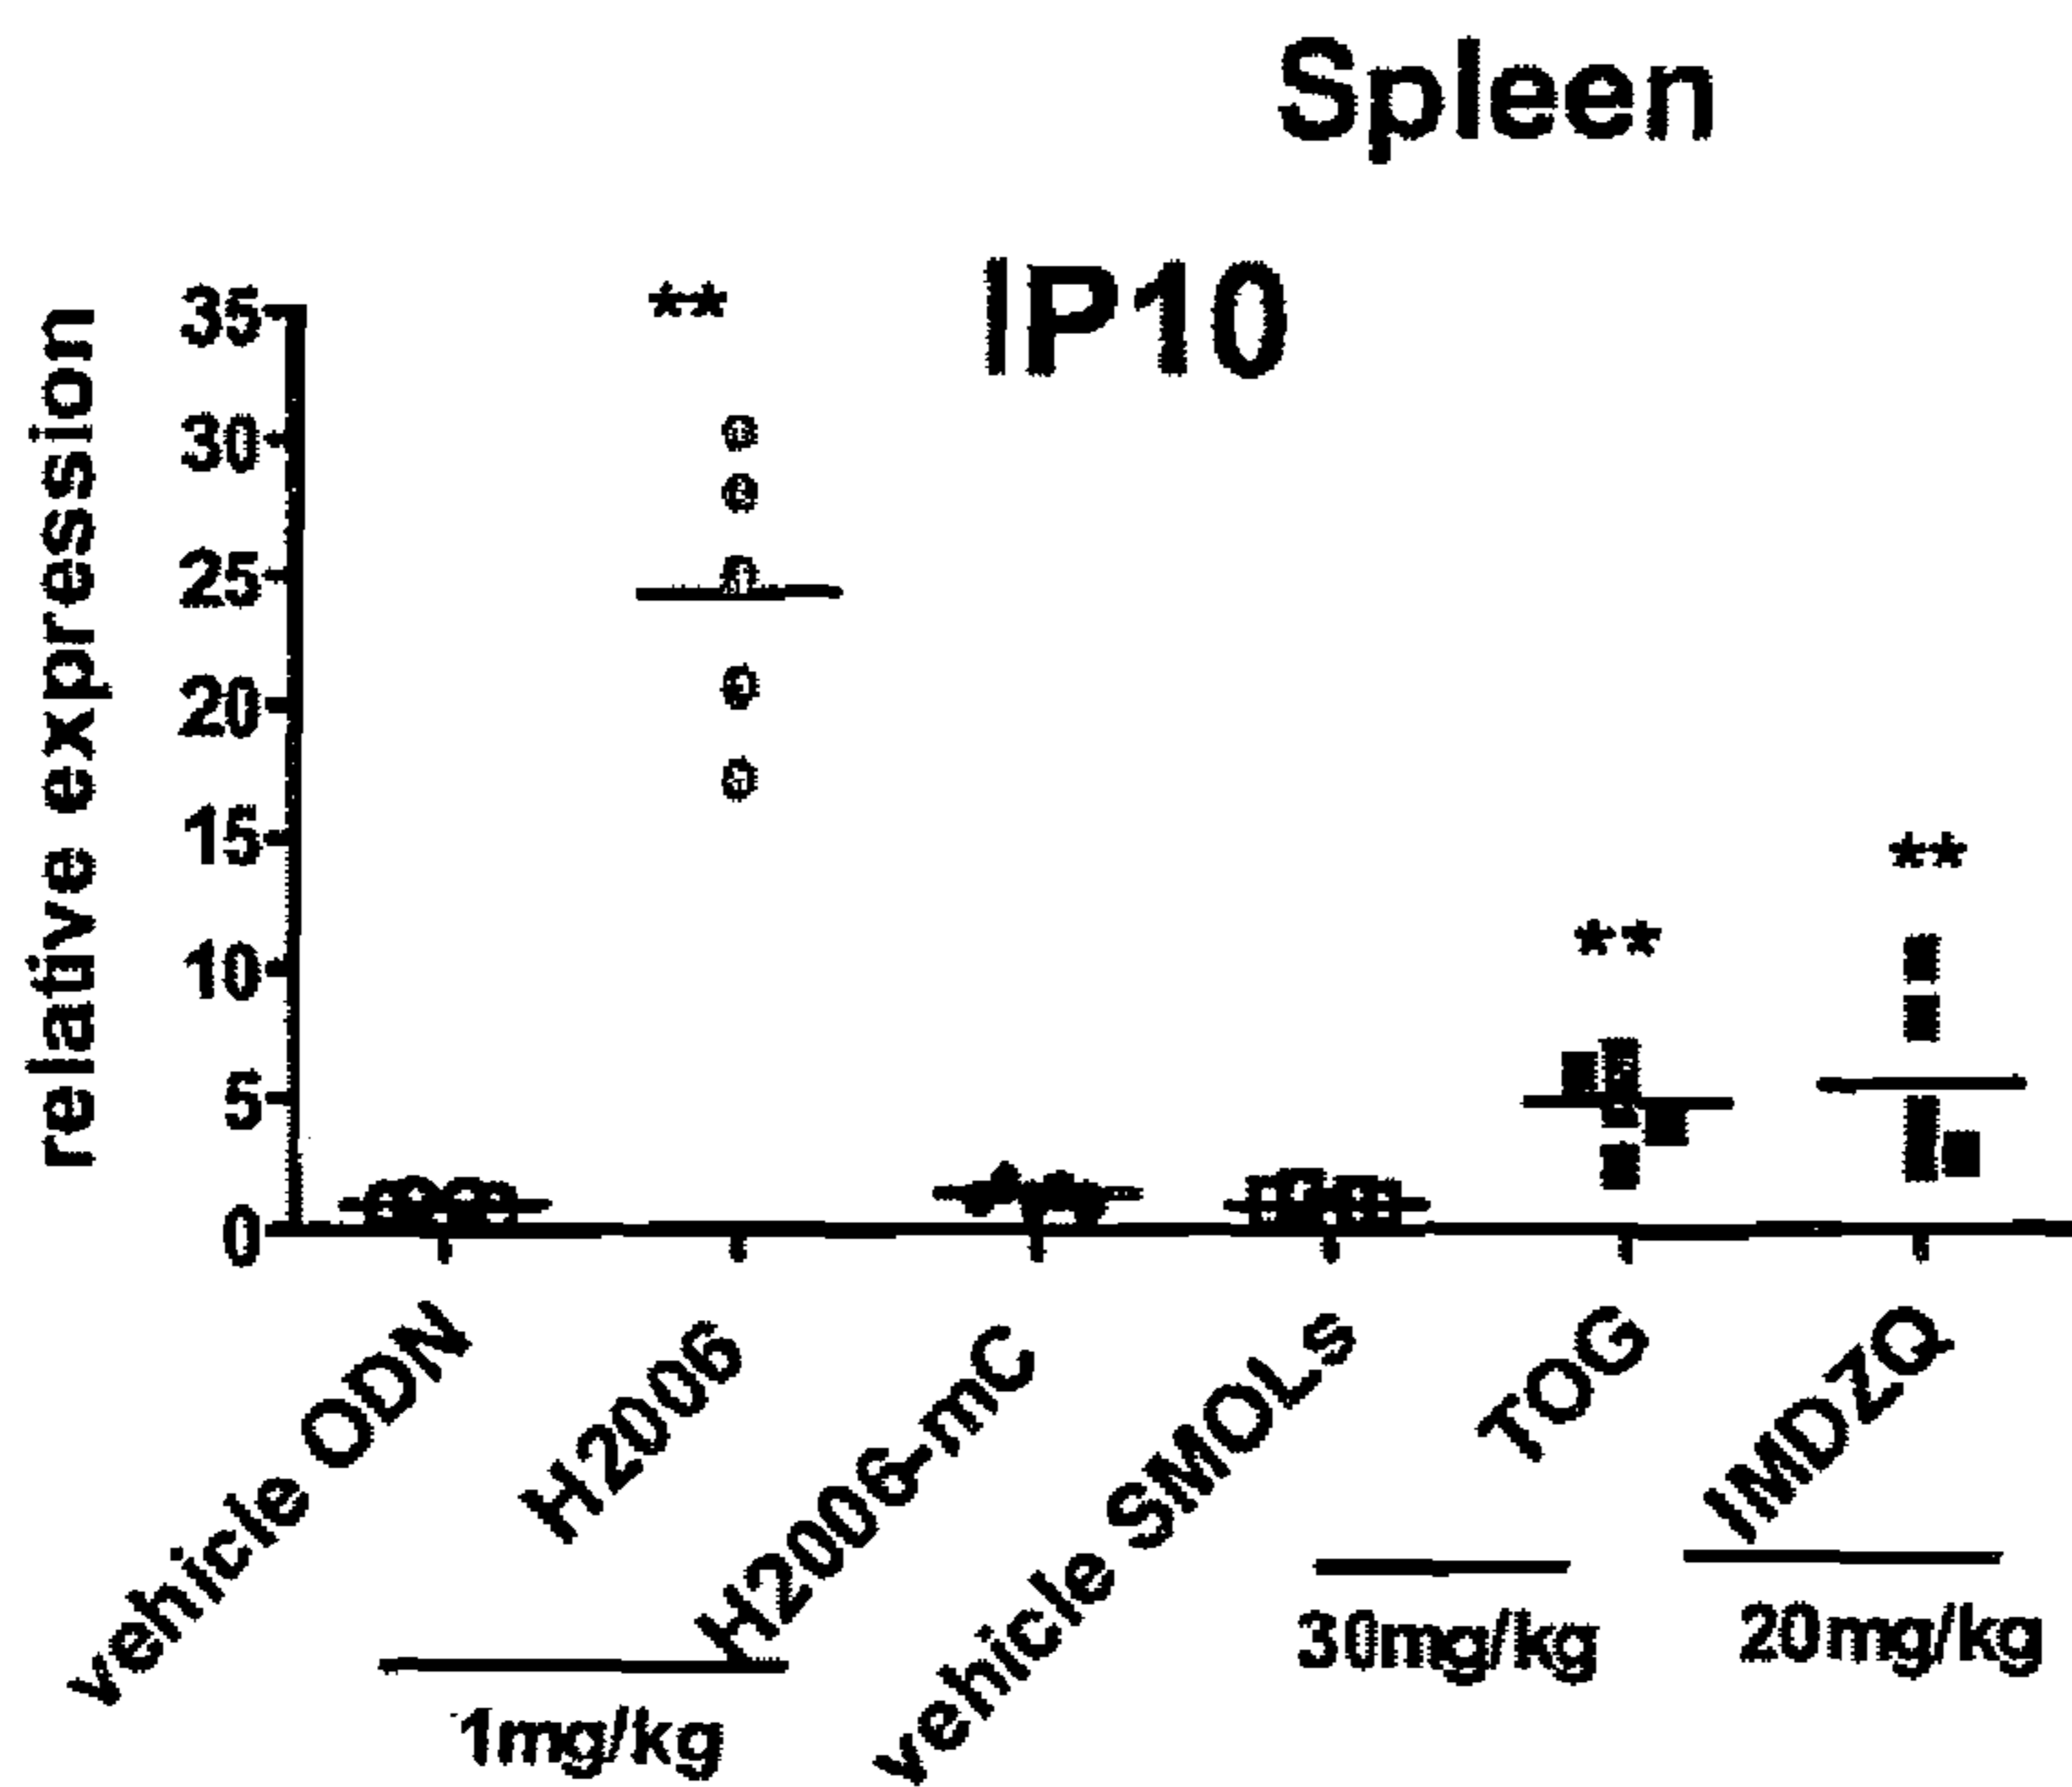 Spleen
IP10
relative expression
35
30
25
20
15
10
5
0
**
**
**
vehicle ODN
H2006
H2006-mC
vehicle SMOLs
TOG
IMDZQ
1mg/kg
30mg/kg
20mg/kg